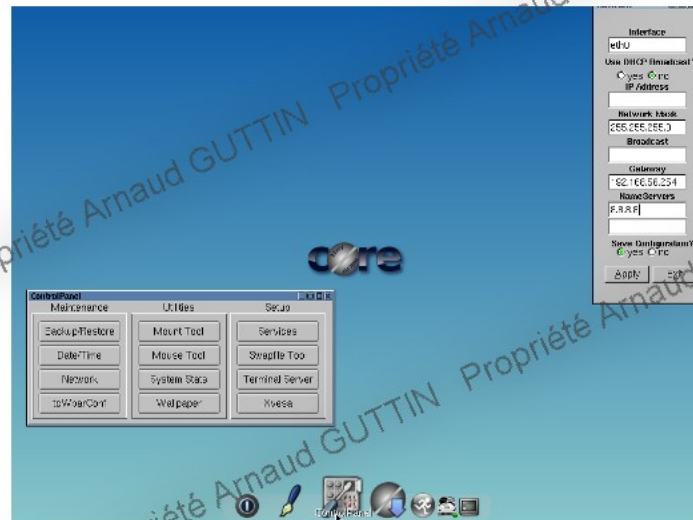 Propriété Arnaud GUTTIN
Propriété Arnaud GUTTIN
core
Interface
eth0
Use DHCP Broadcast?
yes no
IP Address
Network Mask
255.255.255.0
Broadcast
Gateway
192.168.56.254
NameServers
8.8.8.8
Save Configuration?
yes no
Apply Exit
ControlPanel
Maintenance Utilities Setup
Backup/Restore Mount Tool Services
Date/Time Mouse Tool Swapfile Tool
Network System Stats Terminal Server
tcWbarConf Wallpaper Xvesa
Propriété Arnaud GUTTIN
ControlPanel